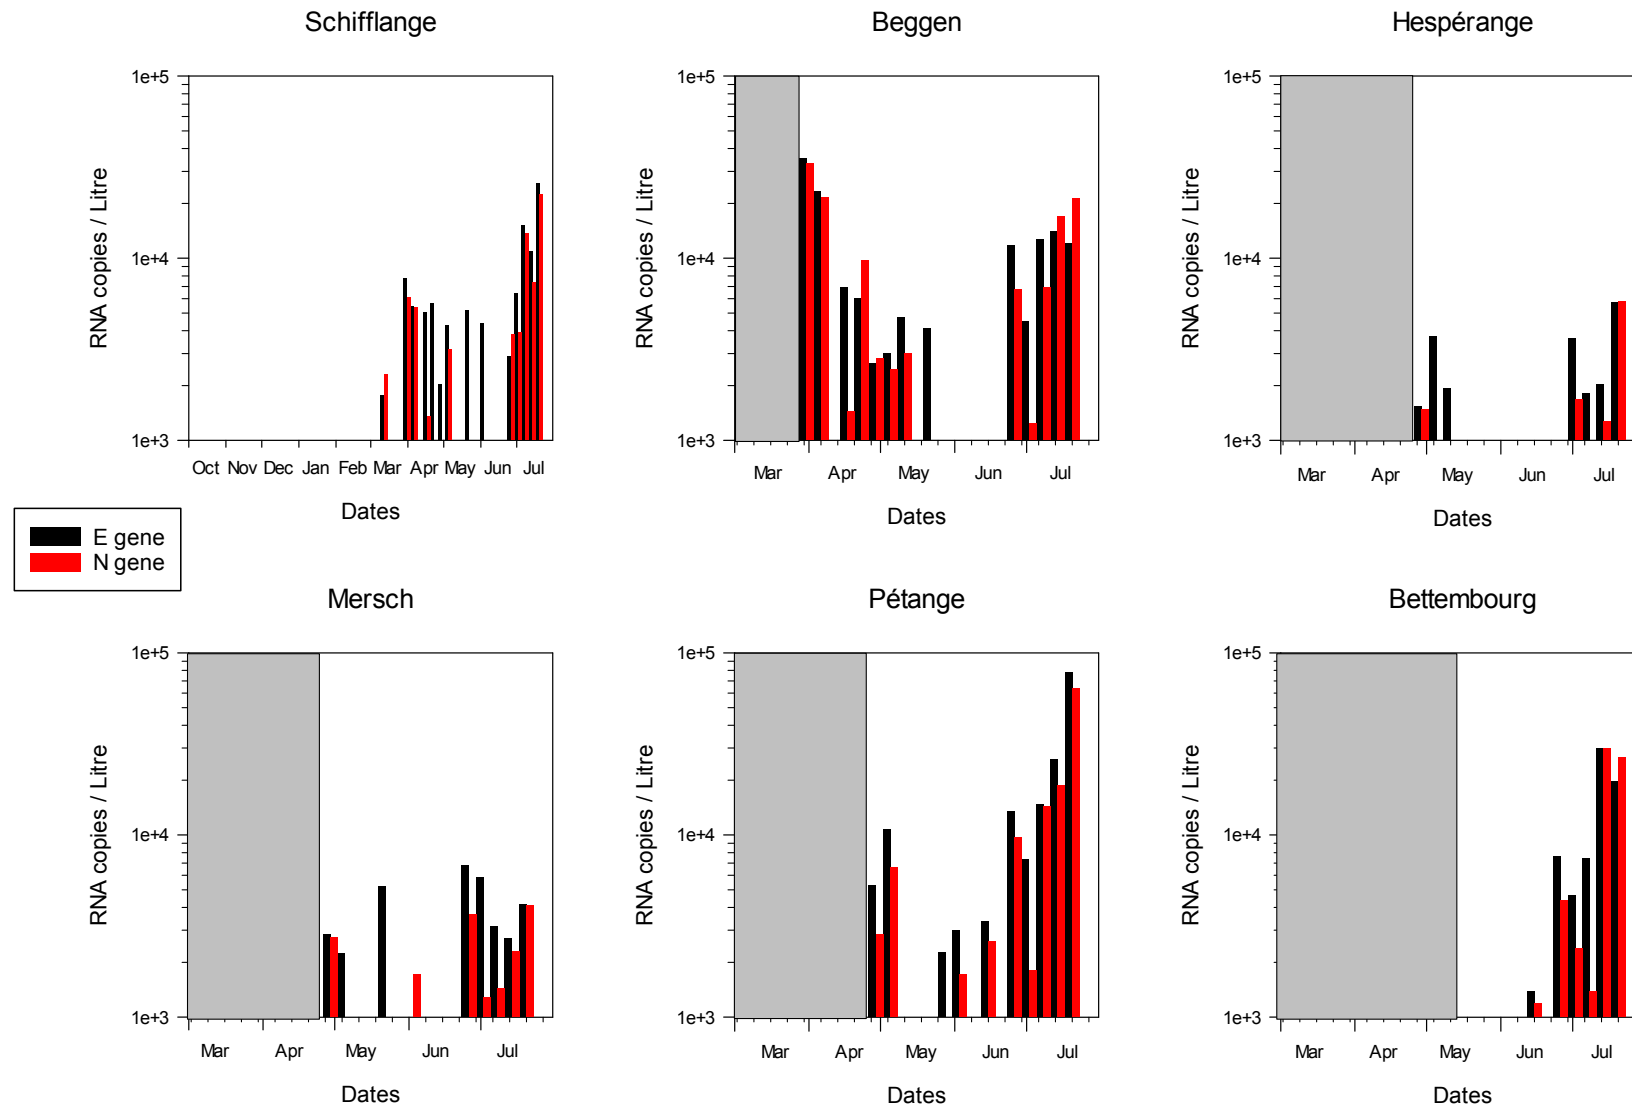 Schifflange
1e+5
1e+4
1e+3
RNA copies / Litre
Oct Nov Dec Jan Feb Mar Apr May Jun Jul
Dates
Beggen
1e+5
1e+4
1e+3
RNA copies / Litre
Mar Apr May Jun Jul
Dates
Hespérange
1e+5
1e+4
1e+3
RNA copies / Litre
Mar Apr May Jun Jul
Dates
E gene
N gene
Mersch
1e+5
1e+4
1e+3
RNA copies / Litre
Mar Apr May Jun Jul
Dates
Pétange
1e+5
1e+4
1e+3
RNA copies / Litre
Mar Apr May Jun Jul
Dates
Bettembourg
1e+5
1e+4
1e+3
RNA copies / Litre
Mar Apr May Jun Jul
Dates